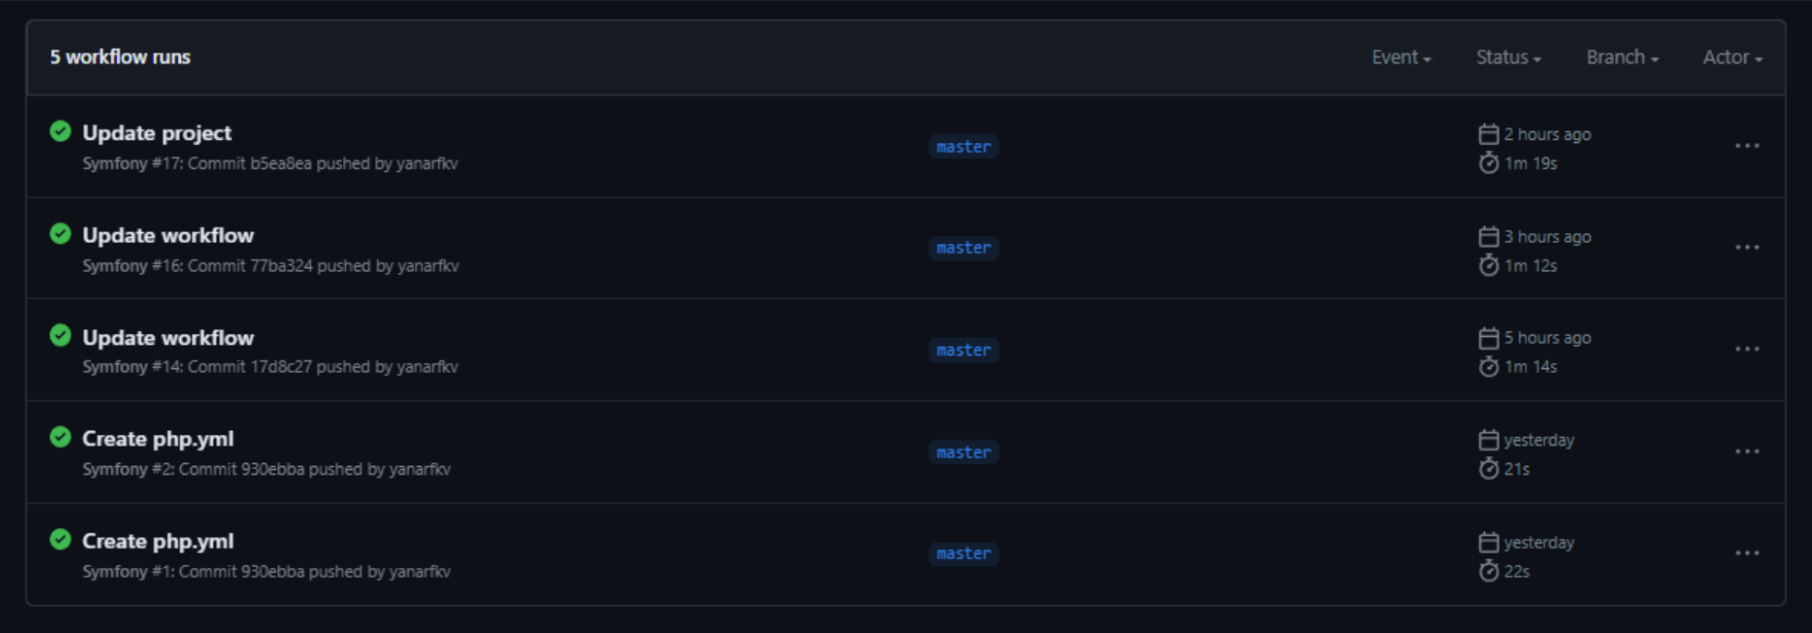 5 workflow runs
Event Status Branch Actor
Update project
Symfony #17: Commit b5ea8ea pushed by yanarfkv
master
2 hours ago
1m 19s
Update workflow
Symfony #16: Commit 77ba324 pushed by yanarfkv
master
3 hours ago
1m 12s
Update workflow
Symfony #14: Commit 17d8c27 pushed by yanarfkv
master
5 hours ago
1m 14s
Create php.yml
Symfony #2: Commit 930ebba pushed by yanarfkv
master
yesterday
21s
Create php.yml
Symfony #1: Commit 930ebba pushed by yanarfkv
master
yesterday
22s